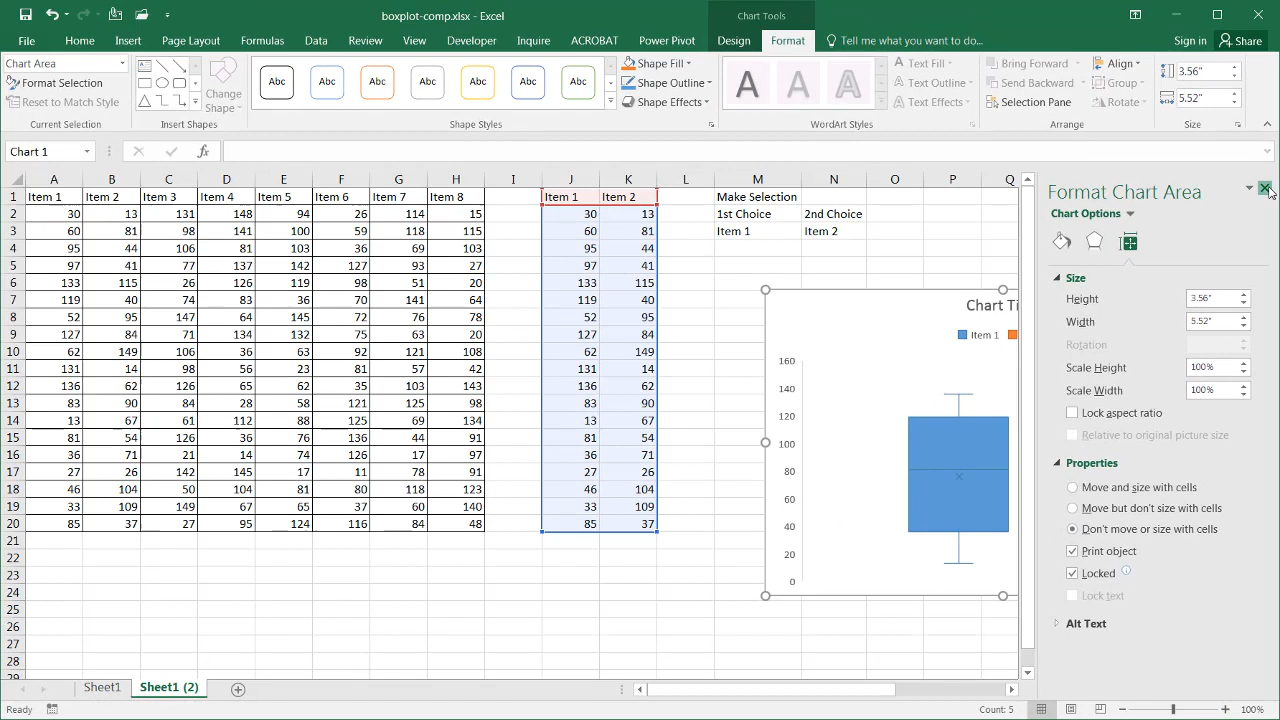 boxplot-comp.xlsx - Excel
Chart Tools
File Home Insert Page Layout Formulas Data Review View Developer Inquire ACROBAT Power Pivot Design Format Tell me what you want to do... Sign in Share
Chart Area
Format Selection
Reset to Match Style
Current Selection
Change Shape
Insert Shapes
Abc Abc Abc Abc Abc Abc Abc
Shape Fill
Shape Outline
Shape Effects
Shape Styles
A A A
Text Fill
Text Outline
Text Effects
WordArt Styles
Bring Forward
Send Backward
Selection Pane
Align
Group
Rotate
Arrange
3.56"
5.52"
Size
Chart 1
fx
A B C D E F G H I J K L M N O P Q
1 Item 1 Item 2 Item 3 Item 4 Item 5 Item 6 Item 7 Item 8 Item 1 Item 2 Make Selection
2 30 13 131 148 94 26 114 15 30 13 1st Choice 2nd Choice
3 60 81 98 141 100 59 118 115 60 81 Item 1 Item 2
4 95 44 106 81 103 36 69 103 95 44
5 97 41 77 137 142 127 93 27 97 41
6 133 115 26 126 119 98 51 20 133 115
7 119 40 74 83 36 70 141 64 119 40
8 52 95 147 64 145 72 76 78 52 95
9 127 84 71 134 132 75 63 20 127 84
10 62 149 106 36 63 92 121 108 62 149
11 131 14 98 56 23 81 57 42 131 14
12 136 62 126 65 62 35 103 143 136 62
13 83 90 84 28 58 121 125 98 83 90
14 13 67 61 112 88 125 69 134 13 67
15 81 54 126 36 76 136 44 91 81 54
16 36 71 21 14 74 126 17 97 36 71
17 27 26 142 145 17 11 78 91 27 26
18 46 104 50 104 81 80 118 123 46 104
19 33 109 149 67 65 37 60 140 33 109
20 85 37 27 95 124 116 84 48 85 37
21
22
23
24
25
26
27
28
29
Chart Ti
Item 1
160
140
120
100
80
60
40
20
0
Format Chart Area
Chart Options
Size
Height 3.56"
Width 5.52"
Rotation
Scale Height 100%
Scale Width 100%
Lock aspect ratio
Relative to original picture size
Properties
Move and size with cells
Move but don't size with cells
Don't move or size with cells
Print object
Locked
Lock text
Alt Text
Sheet1 Sheet1 (2)
Ready Count: 5 100%